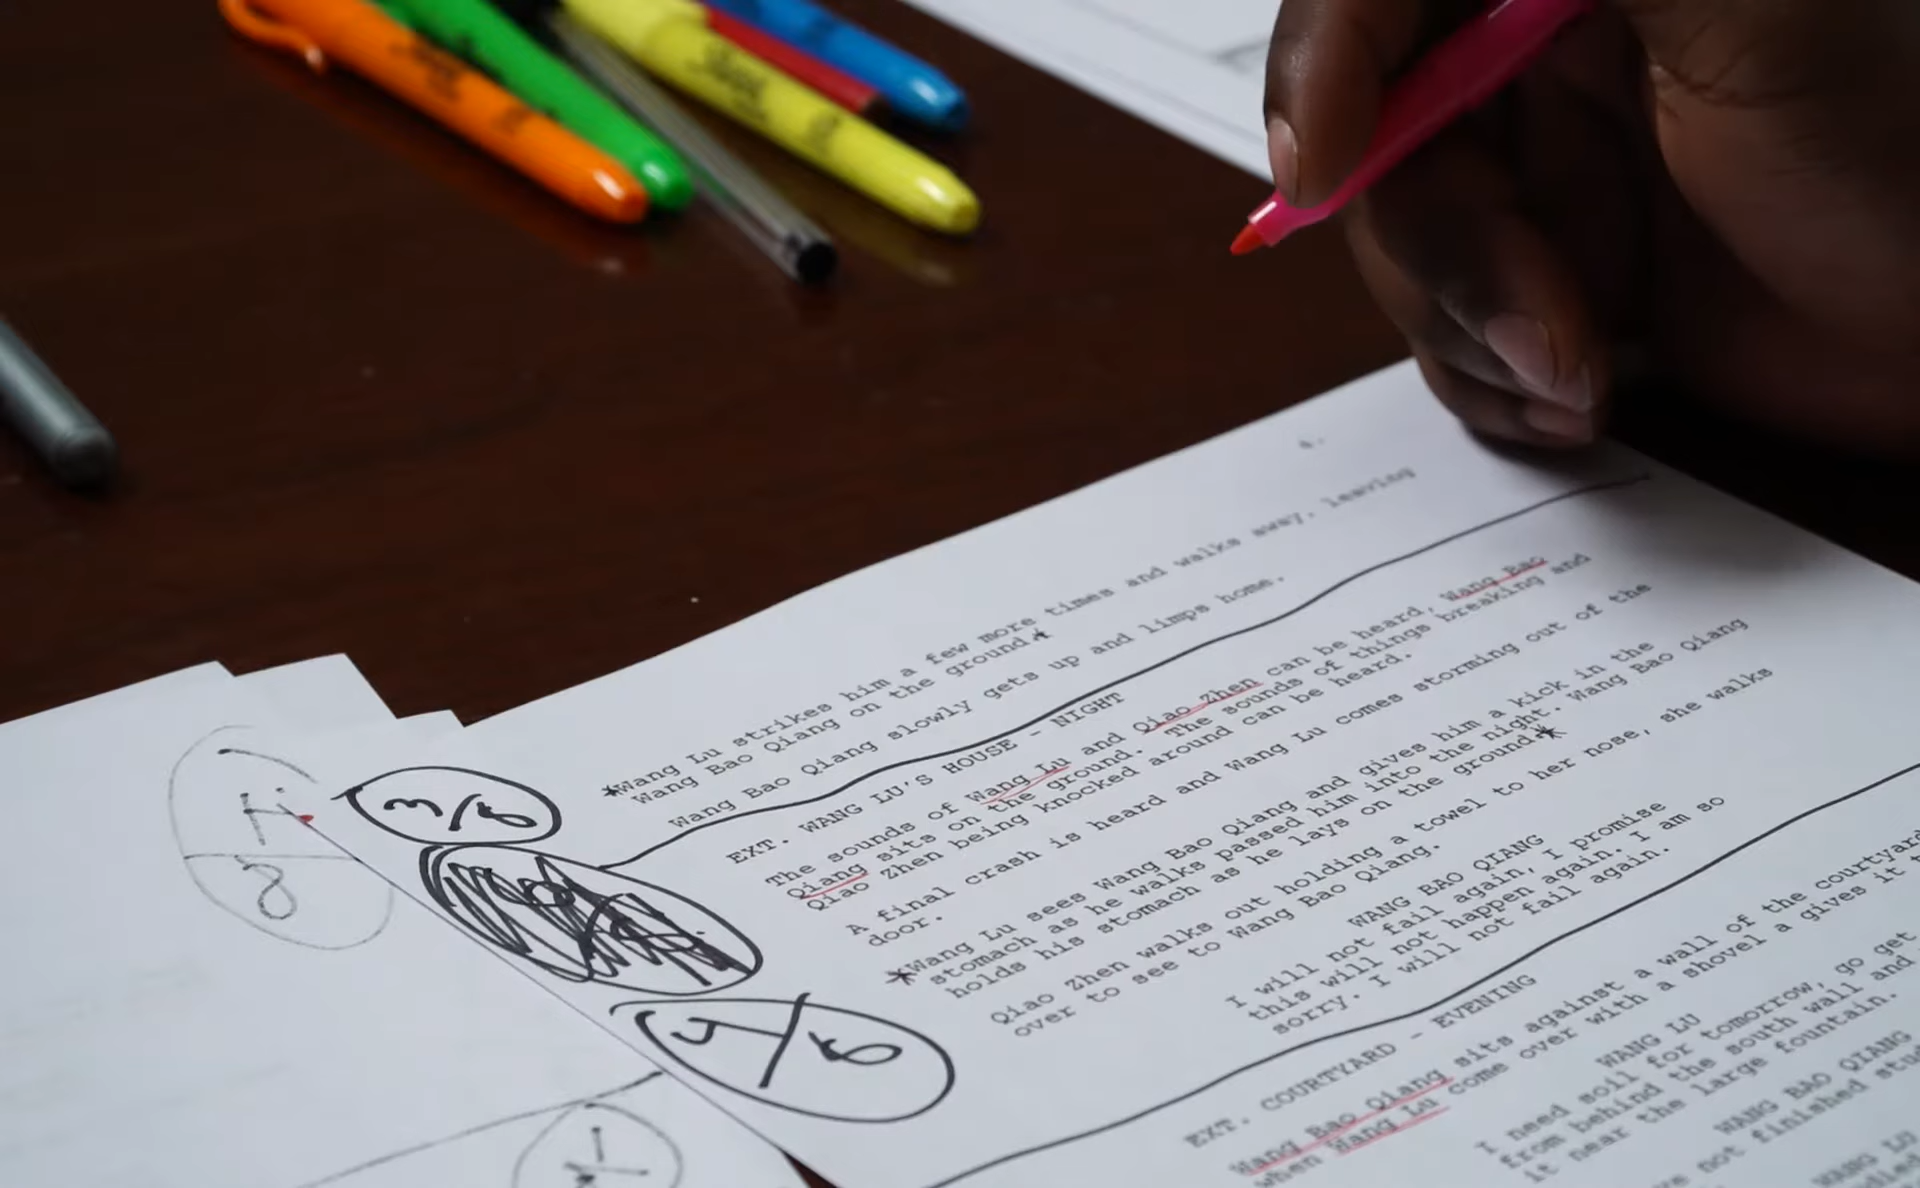 4.
*Wang Lu strikes him a few more times and walks away, leaving
Wang Bao Qiang on the ground.*
Wang Bao Qiang slowly gets up and limps home.
EXT. WANG LU'S HOUSE - NIGHT
The sounds of Wang Lu and Qiao Zhen can be heard, Wang Bao
Qiang sits on the ground. The sounds of things breaking and
Qiao Zhen being knocked around can be heard.
A final crash is heard and Wang Lu comes storming out of the
door.
*Wang Lu sees Wang Bao Qiang and gives him a kick in the
stomach as he walks passed him into the night. Wang Bao Qiang
holds his stomach as he lays on the ground*
Qiao Zhen walks out holding a towel to her nose, she walks
over to see to Wang Bao Qiang.
WANG BAO QIANG
I will not fail again, I promise
this will not happen again. I am so
sorry. I will not fail again.
EXT. COURTYARD - EVENING
Wang Bao Qiang sits against a wall of the courtyard
when Wang Lu come over with a shovel a gives it
WANG LU
I need soil for tomorrow, go get
from behind the south wall and
it near the large fountain.
WANG BAO QIANG
not finished
WANG LU
3/8
5/8